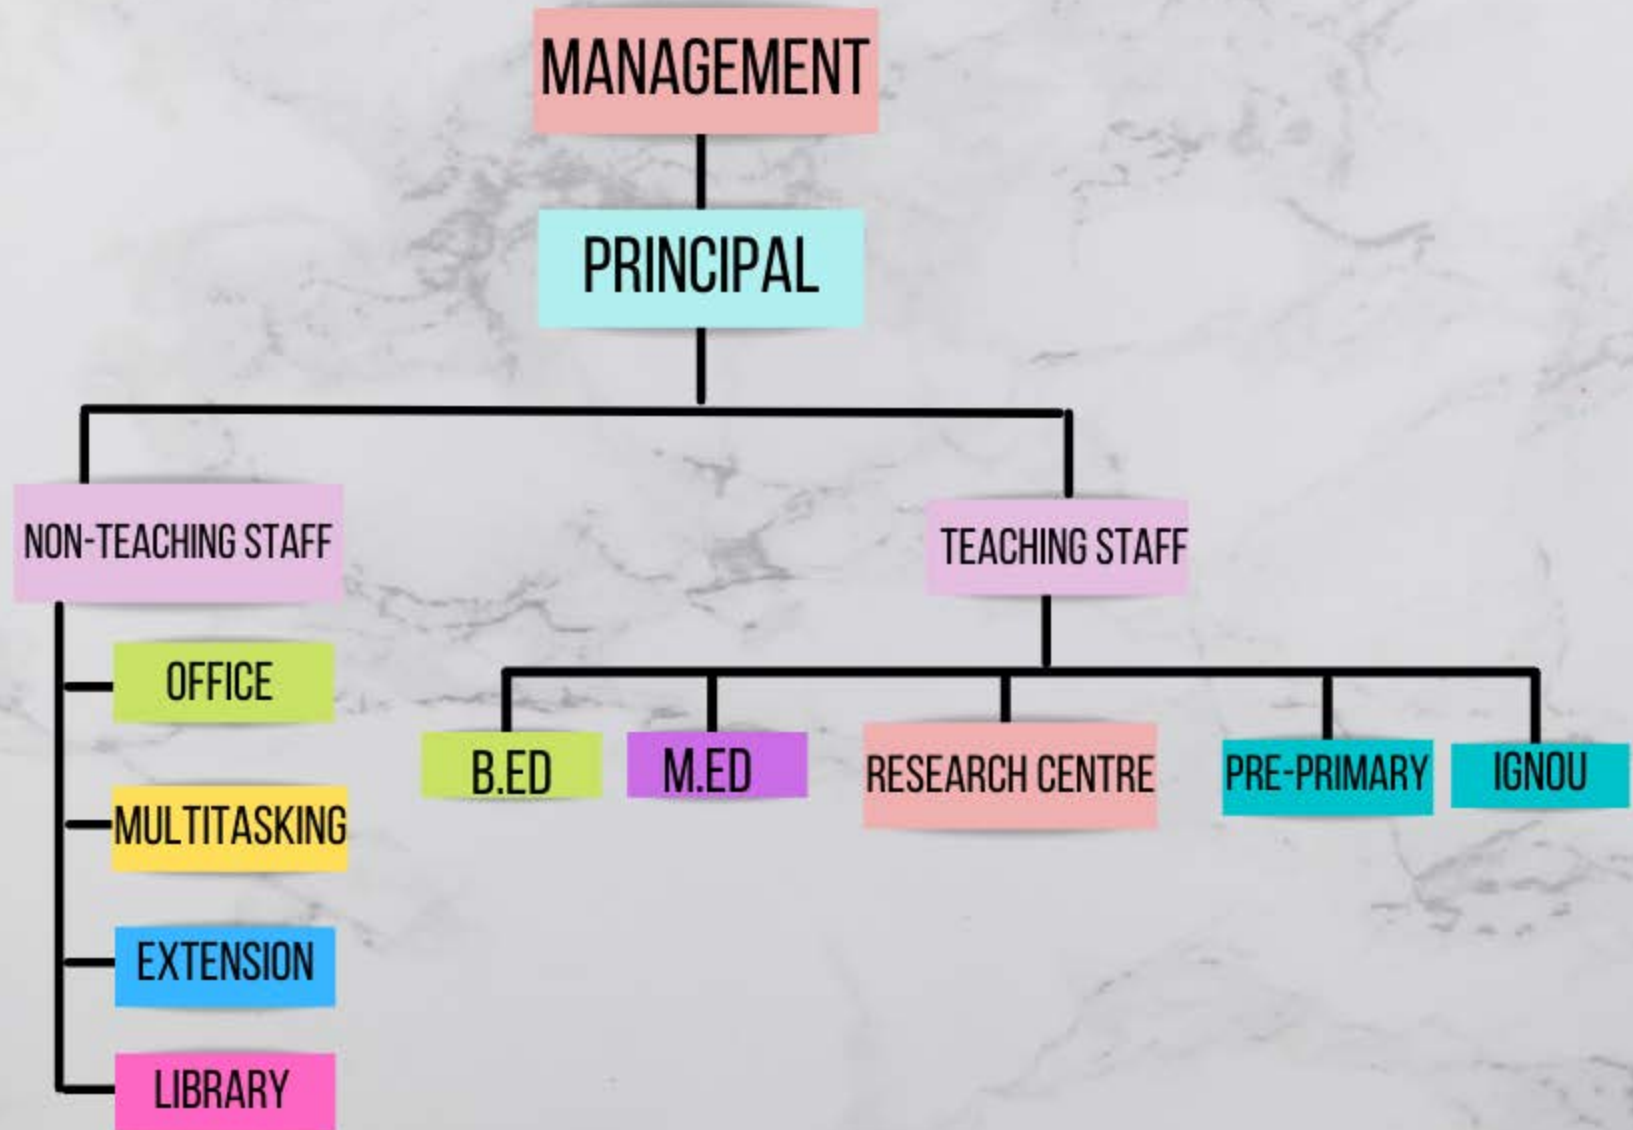 MANAGEMENT
PRINCIPAL
NON-TEACHING STAFF
TEACHING STAFF
OFFICE
MULTITASKING
EXTENSION
LIBRARY
B.ED
M.ED
RESEARCH CENTRE
PRE-PRIMARY
IGNOU